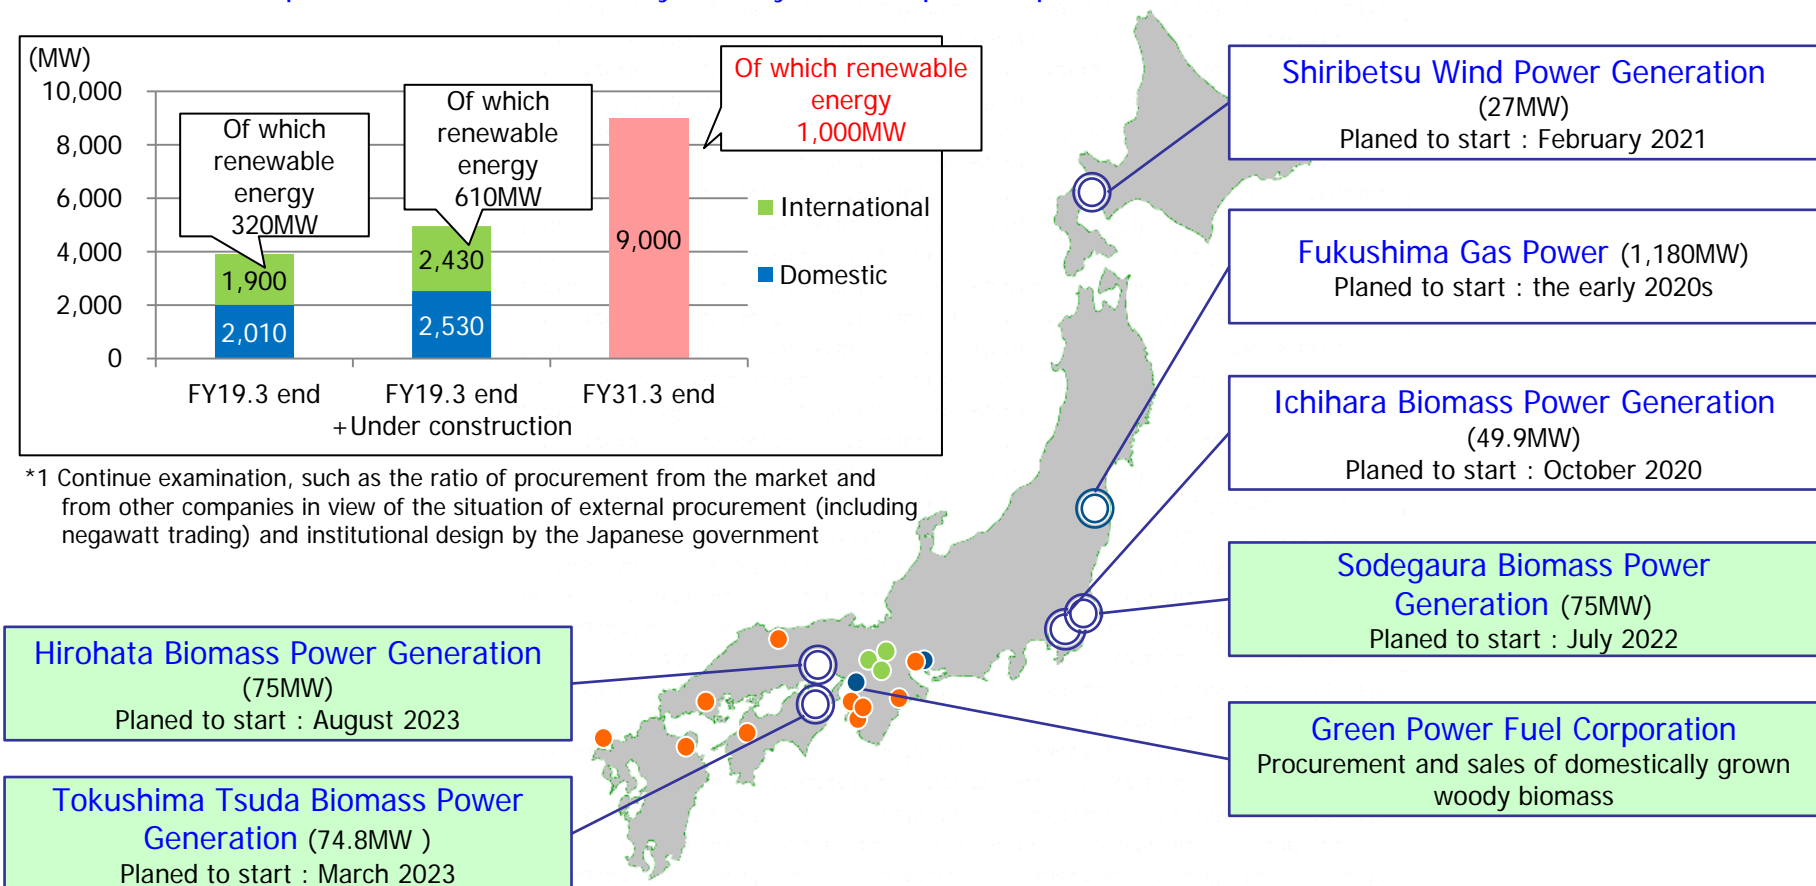 (MW)
10,000
8,000
6,000
4,000
2,000
0
Of which
renewable
energy
320MW
Of which
renewable
energy
610MW
Of which renewable
energy
1,000MW
1,900
2,010
2,430
2,530
9,000
International
Domestic
FY19.3 end
FY19.3 end
+Under construction
FY31.3 end
*1 Continue examination, such as the ratio of procurement from the market and
from other companies in view of the situation of external procurement (including
negawatt trading) and institutional design by the Japanese government
Shiribetsu Wind Power Generation
(27MW)
Planed to start : February 2021
Fukushima Gas Power (1,180MW)
Planed to start : the early 2020s
Ichihara Biomass Power Generation
(49.9MW)
Planed to start : October 2020
Sodegaura Biomass Power
Generation (75MW)
Planed to start : July 2022
Green Power Fuel Corporation
Procurement and sales of domestically grown
woody biomass
Hirohata Biomass Power Generation
(75MW)
Planed to start : August 2023
Tokushima Tsuda Biomass Power
Generation (74.8MW )
Planed to start : March 2023